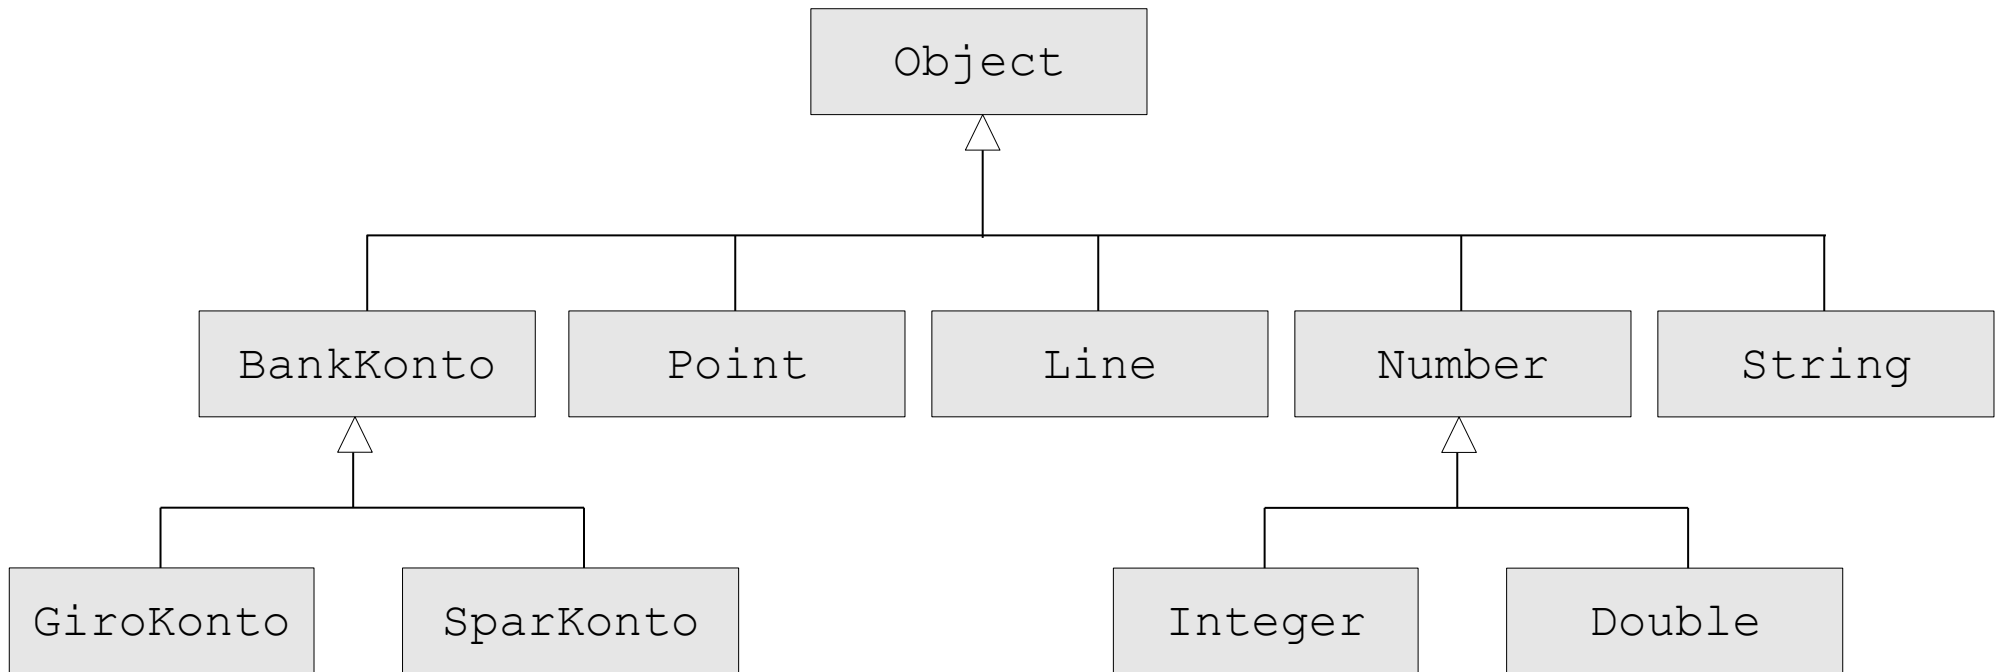 Object
BankKonto
Point
Line
Number
String
GiroKonto
SparKonto
Integer
Double